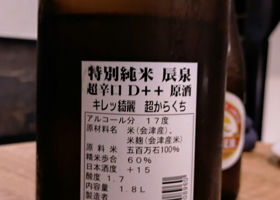 特別純米 辰泉
超辛口 D++ 原酒
キレッ綺麗 超からくち
アルコール分 17度
原材料名 米(会津産)、
米麹(会津産米)
原料米 五百万石100%
精米歩合 60%
日本酒度 +15
酸度 1.7
内容量 1.8L
製造者